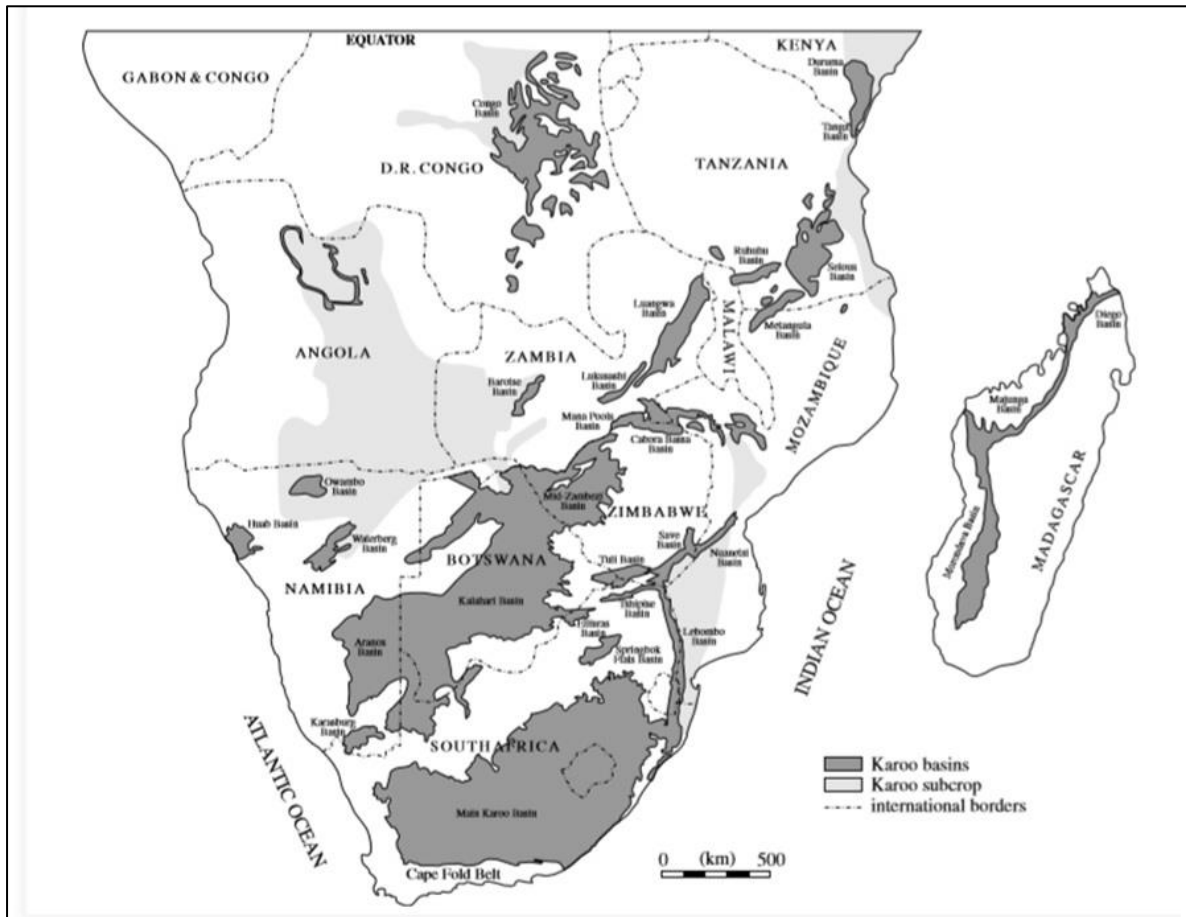 EQUATOR
KENYA
GABON & CONGO
Duruma
Basin
Congo
Basin
Tanga
Basin
D.R. CONGO
TANZANIA
Ruhuhu
Basin
Selous
Basin
Luangwa
Basin
MALAWI
Metangula
Basin
Diego
Basin
ANGOLA
ZAMBIA
Barotse
Basin
Lukusashi
Basin
MOZAMBIQUE
Majunga
Basin
Mana Pools
Basin
Cabora Bassa
Basin
Owambo
Basin
Mid-Zambezi
Basin
ZIMBABWE
Huab Basin
Waterberg
Basin
Save
Basin
Nuanetsi
Basin
BOTSWANA
Tuli Basin
MADAGASCAR
Morondava Basin
NAMIBIA
Kalahari Basin
Tshipise
Basin
Ellisras
Basin
Lebombo
Basin
Aranos
Basin
Springbok
Flats Basin
INDIAN OCEAN
Karasburg
Basin
SOUTH AFRICA
ATLANTIC OCEAN
Main Karoo Basin
Karoo basins
Karoo subcrop
international borders
Cape Fold Belt
0 (km) 500